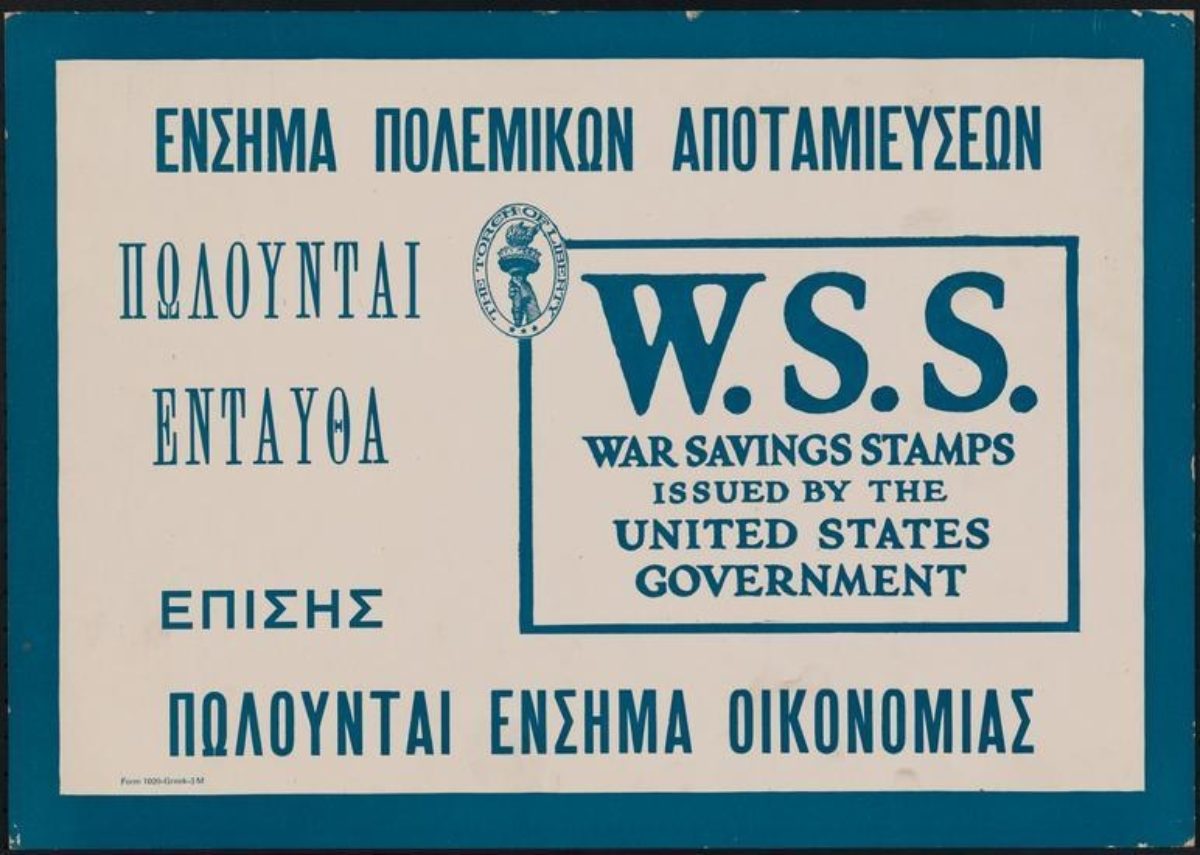 ΕΝΣΗΜΑ ΠΟΛΕΜΙΚΩΝ ΑΠΟΤΑΜΙΕΥΣΕΩΝ
ΠΩΛΟΥΝΤΑΙ
ΕΝΤΑΥΘΑ
THE TORCH OF LIBERTY
W.S.S.
WAR SAVINGS STAMPS
ISSUED BY THE
UNITED STATES
GOVERNMENT
ΕΠΙΣΗΣ
ΠΩΛΟΥΝΤΑΙ ΕΝΣΗΜΑ ΟΙΚΟΝΟΜΙΑΣ
Form